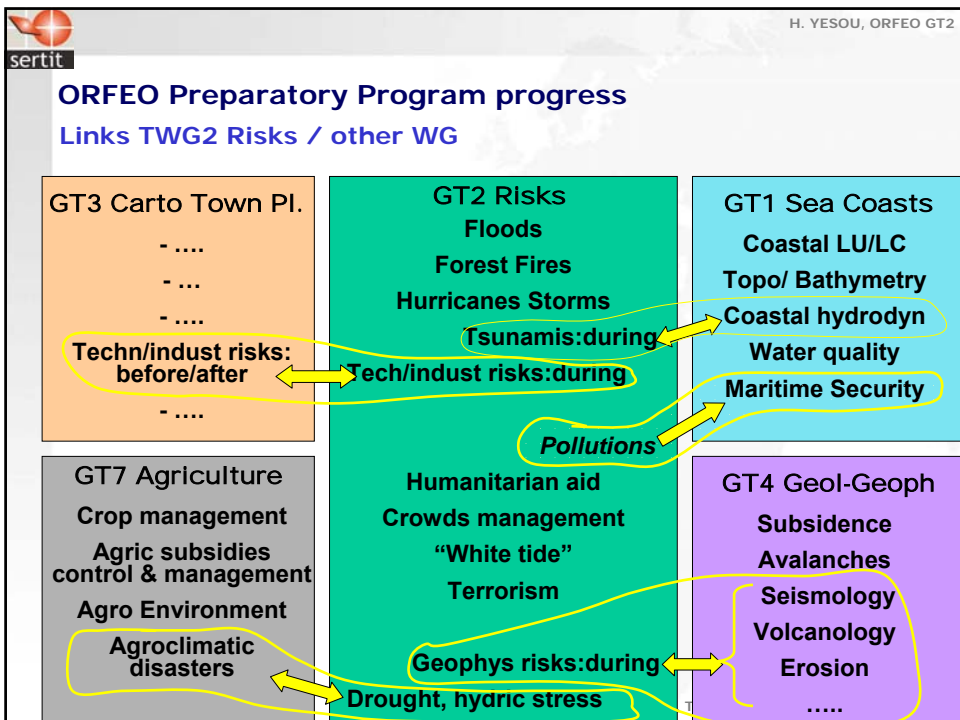 H. YESOU, ORFEO GT2
sertit
ORFEO Preparatory Program progress
Links TWG2 Risks / other WG
GT3 Carto Town Pl.
- ....
- ...
- ....
Techn/indust risks:
before/after
- ....
GT2 Risks
Floods
Forest Fires
Hurricanes Storms
Tsunamis:during
Tech/indust risks:during
Pollutions
Humanitarian aid
Crowds management
“White tide”
Terrorism
Geophys risks:during
Drought, hydric stress
GT1 Sea Coasts
Coastal LU/LC
Topo/ Bathymetry
Coastal hydrodyn
Water quality
Maritime Security
GT7 Agriculture
Crop management
Agric subsidies
control & management
Agro Environment
Agroclimatic
disasters
GT4 Geol-Geoph
Subsidence
Avalanches
Seismology
Volcanology
Erosion
.....